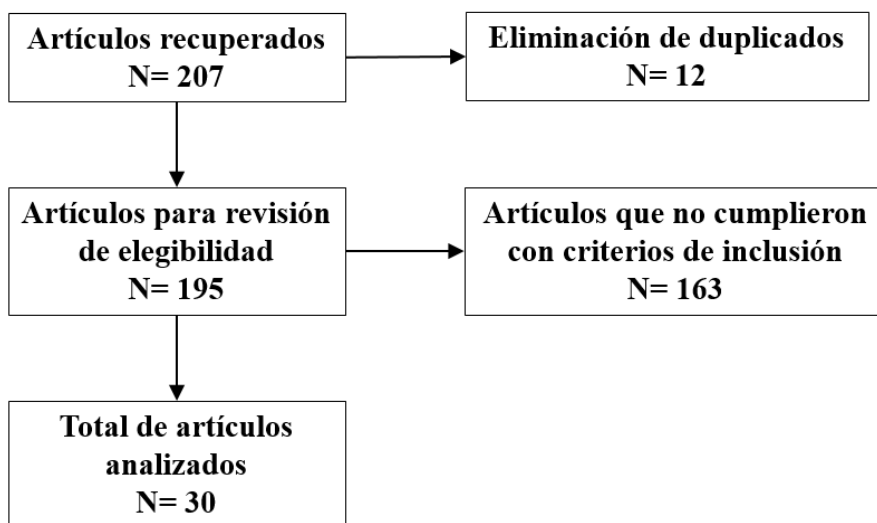 Artículos recuperados
N= 207
Eliminación de duplicados
N= 12
Artículos para revisión
de elegibilidad
N= 195
Artículos que no cumplieron
con criterios de inclusión
N= 163
Total de artículos
analizados
N= 30